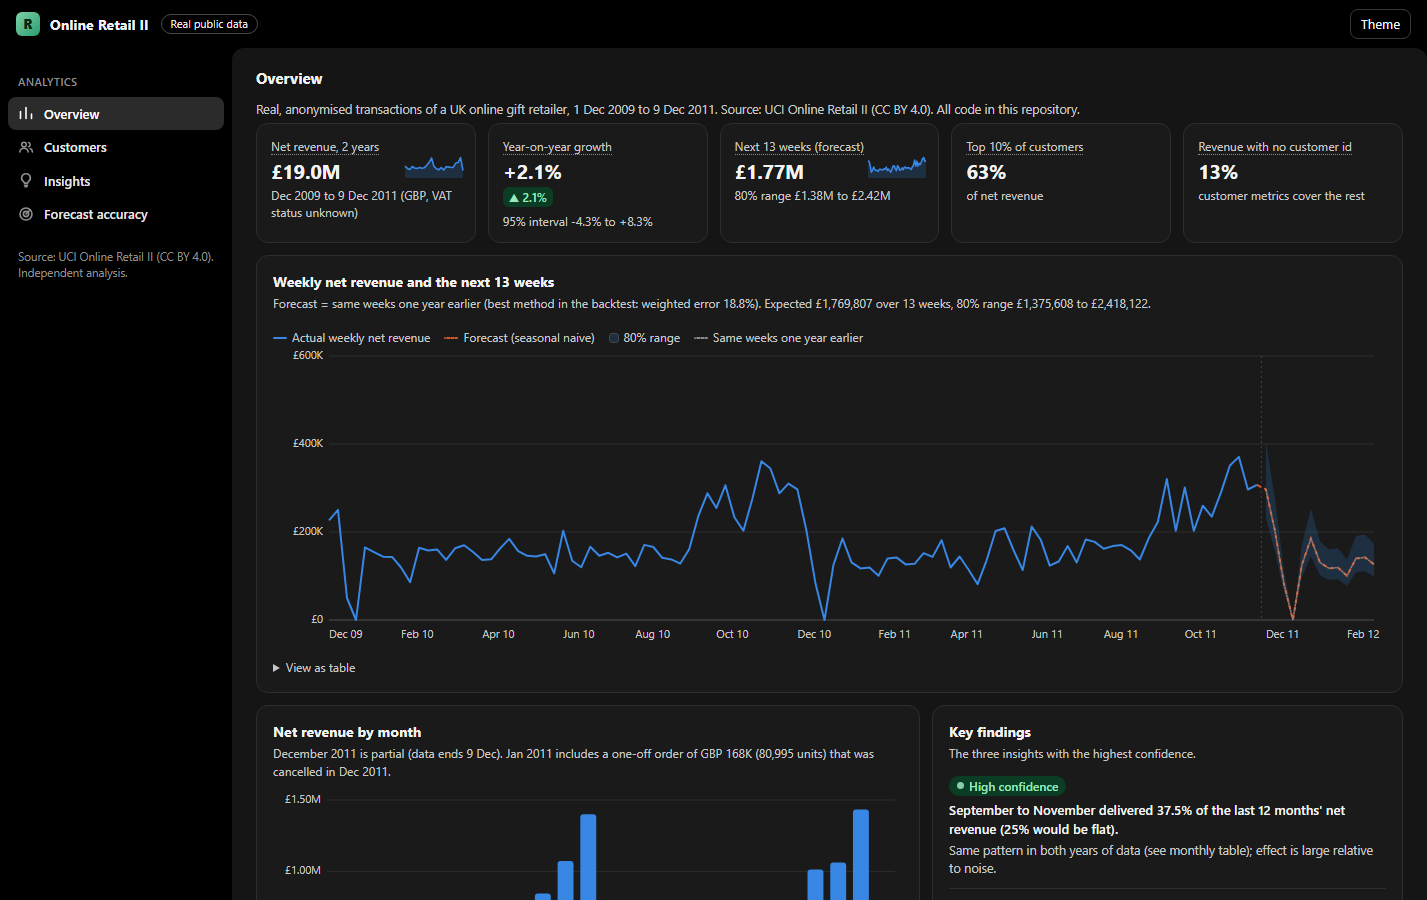 R
Online Retail II
Real public data
Theme
ANALYTICS
Overview
Customers
Insights
Forecast accuracy
Source: UCI Online Retail II (CC BY 4.0).
Independent analysis.
Overview
Real, anonymised transactions of a UK online gift retailer, 1 Dec 2009 to 9 Dec 2011. Source: UCI Online Retail II (CC BY 4.0). All code in this repository.
Net revenue, 2 years
£19.0M
Dec 2009 to 9 Dec 2011 (GBP, VAT
status unknown)
Year-on-year growth
+2.1%
▲ 2.1%
95% interval -4.3% to +8.3%
Next 13 weeks (forecast)
£1.77M
80% range £1.38M to £2.42M
Top 10% of customers
63%
of net revenue
Revenue with no customer id
13%
customer metrics cover the rest
Weekly net revenue and the next 13 weeks
Forecast = same weeks one year earlier (best method in the backtest: weighted error 18.8%). Expected £1,769,807 over 13 weeks, 80% range £1,375,608 to £2,418,122.
Actual weekly net revenue
Forecast (seasonal naive)
80% range
Same weeks one year earlier
£600K
£400K
£200K
£0
Dec 09
Feb 10
Apr 10
Jun 10
Aug 10
Oct 10
Dec 10
Feb 11
Apr 11
Jun 11
Aug 11
Oct 11
Dec 11
Feb 12
▶ View as table
Net revenue by month
December 2011 is partial (data ends 9 Dec). Jan 2011 includes a one-off order of GBP 168K (80,995 units) that was
cancelled in Dec 2011.
£1.50M
£1.00M
Key findings
The three insights with the highest confidence.
High confidence
September to November delivered 37.5% of the last 12 months' net
revenue (25% would be flat).
Same pattern in both years of data (see monthly table); effect is large relative
to noise.